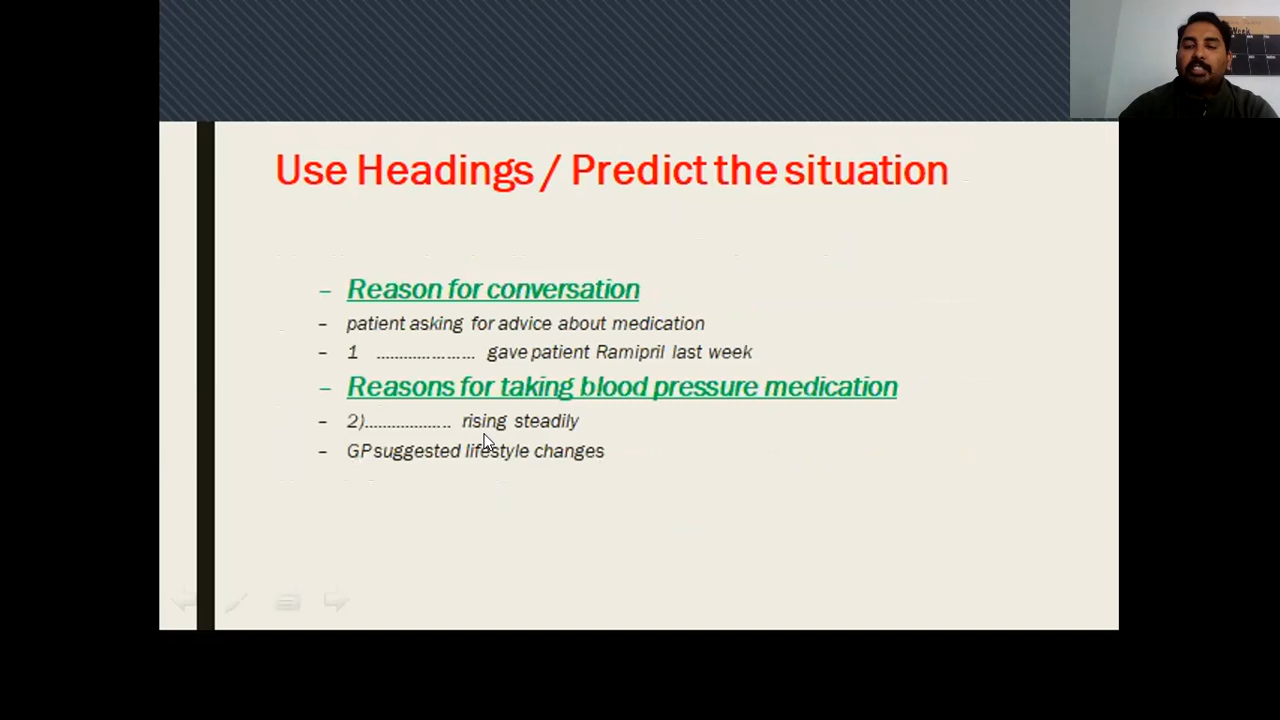 Use Headings / Predict the situation
– Reason for conversation
– patient asking for advice about medication
– 1 ...................... gave patient Ramipril last week
– Reasons for taking blood pressure medication
– 2)................... rising steadily
– GP suggested lifestyle changes